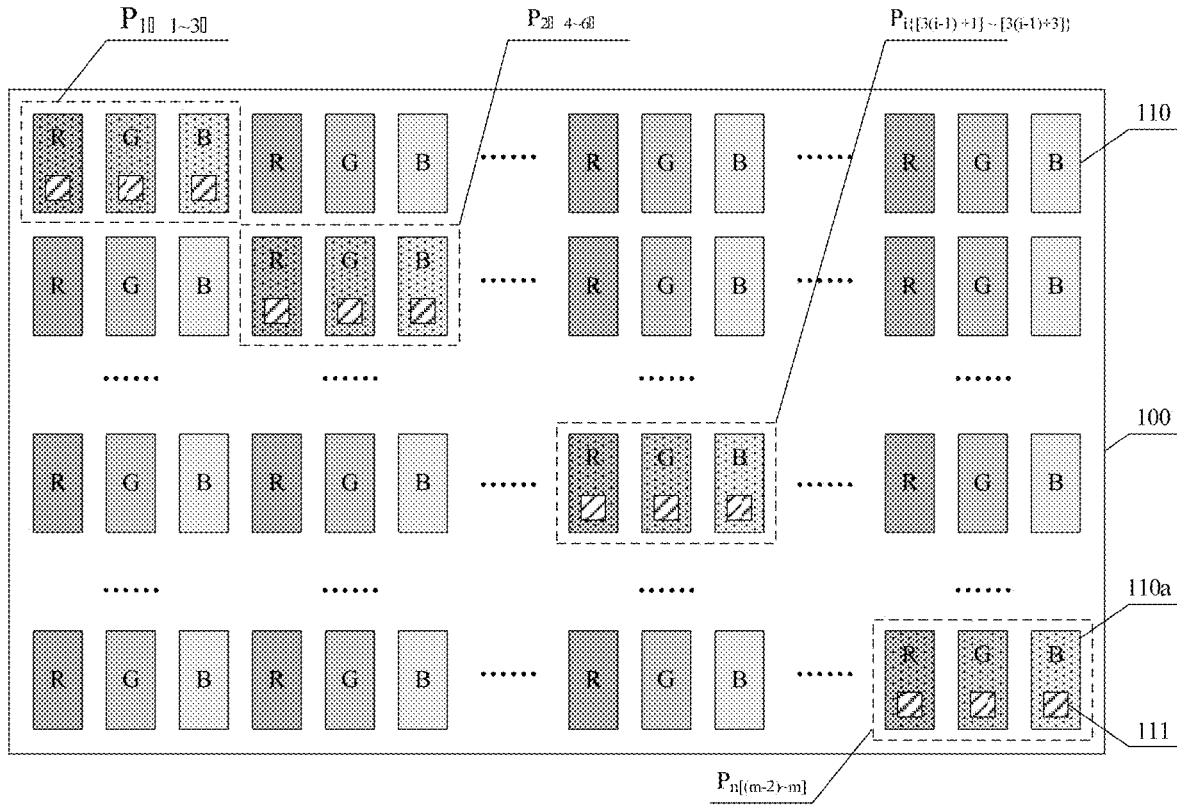 P1▯ 1~3▯ P2▯ 4~6▯ Pi{[3(i-1)+1]~[3(i-1)+3]}
R G B R G B ...... R G B ...... R G B 110
R G B R G B ...... R G B ...... R G B
...... ...... ...... ......
R G B R G B ...... R G B ...... R G B 100
...... ...... ...... ......
R G B R G B ...... R G B ...... R G B 110a
111
Pn[(m-2)~m]